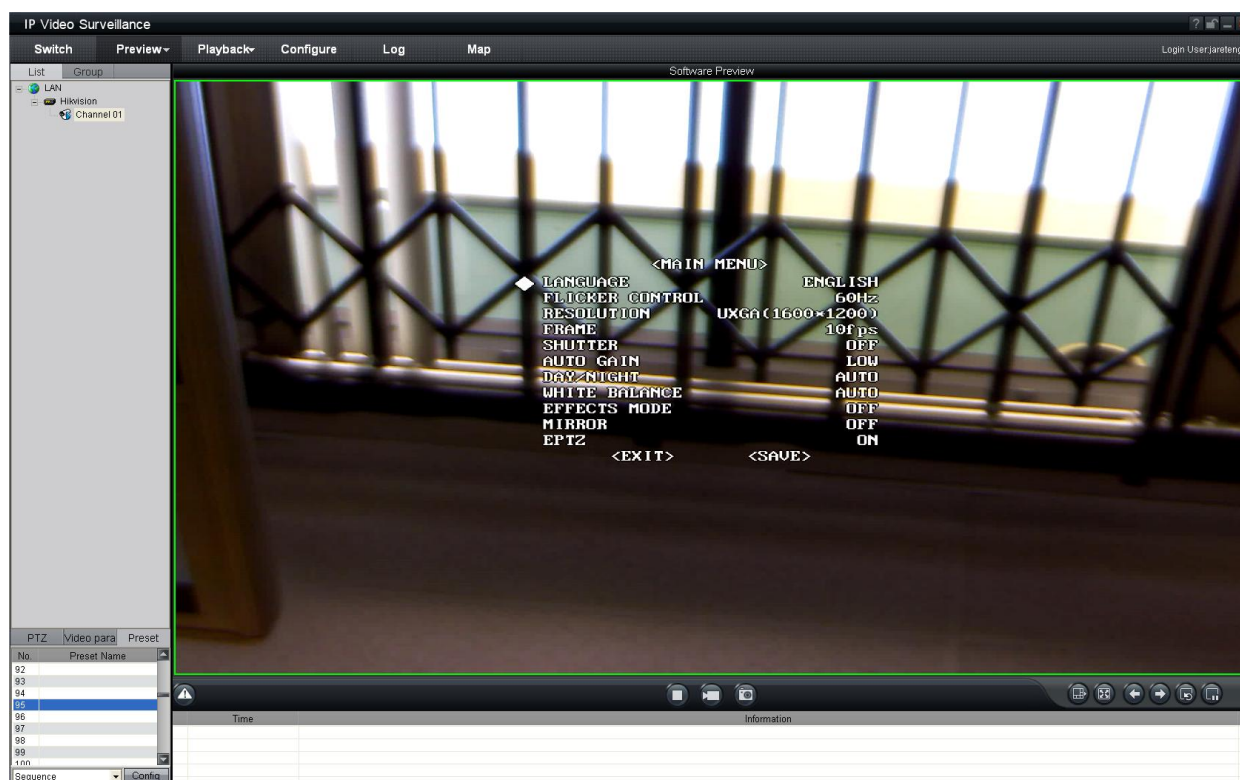 IP Video Surveillance
Switch Preview Playback Configure Log Map
Login User:jareteng
List Group
Software Preview
LAN
Hikvision
Channel 01
<MAIN MENU>
LANGUAGE ENGLISH
FLICKER CONTROL 60Hz
RESOLUTION UXGA(1600×1200)
FRAME 10fps
SHUTTER OFF
AUTO GAIN LOW
DAY/NIGHT AUTO
WHITE BALANCE AUTO
EFFECTS MODE OFF
MIRROR OFF
EPTZ ON
<EXIT> <SAVE>
PTZ Video para Preset
No. Preset Name
92
93
94
95
96
97
98
99
100
Sequence Config
Time Information